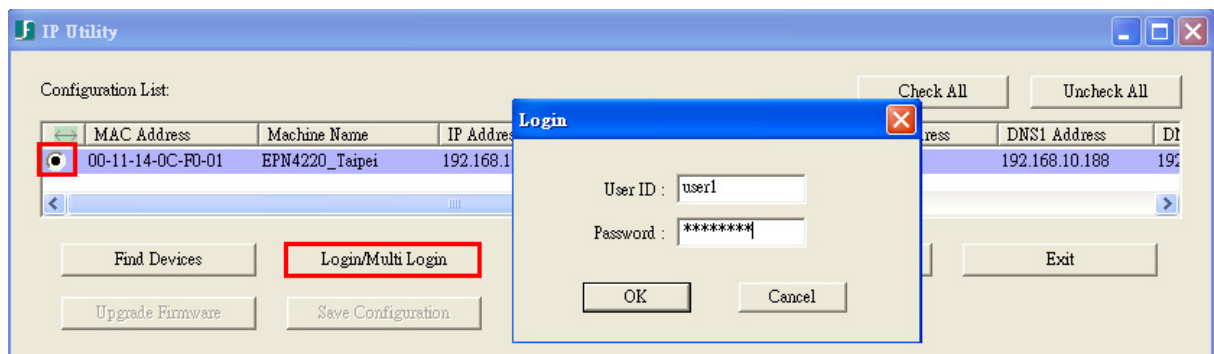 IP Utility
Configuration List:
Check All
Uncheck All
MAC Address
Machine Name
IP Addres
ress
DNS1 Address
DN
00-11-14-0C-F0-01
EPN4220_Taipei
192.168.1
192.168.10.188
192
Login
User ID :
user1
Password :
********
OK
Cancel
Find Devices
Login/Multi Login
Exit
Upgrade Firmware
Save Configuration